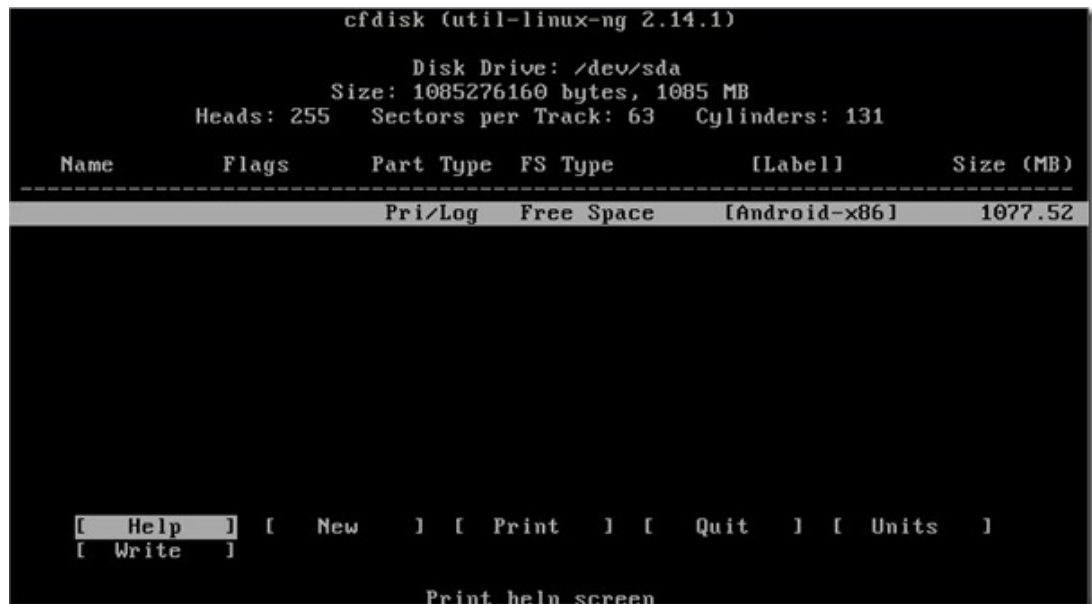 cfdisk (util-linux-ng 2.14.1)
Disk Drive: /dev/sda
Size: 1085276160 bytes, 1085 MB
Heads: 255 Sectors per Track: 63 Cylinders: 131
Name Flags Part Type FS Type [Label] Size (MB)
Pri/Log Free Space [Android-x86] 1077.52
[ Help ] [ New ] [ Print ] [ Quit ] [ Units ]
[ Write ]
Print help screen